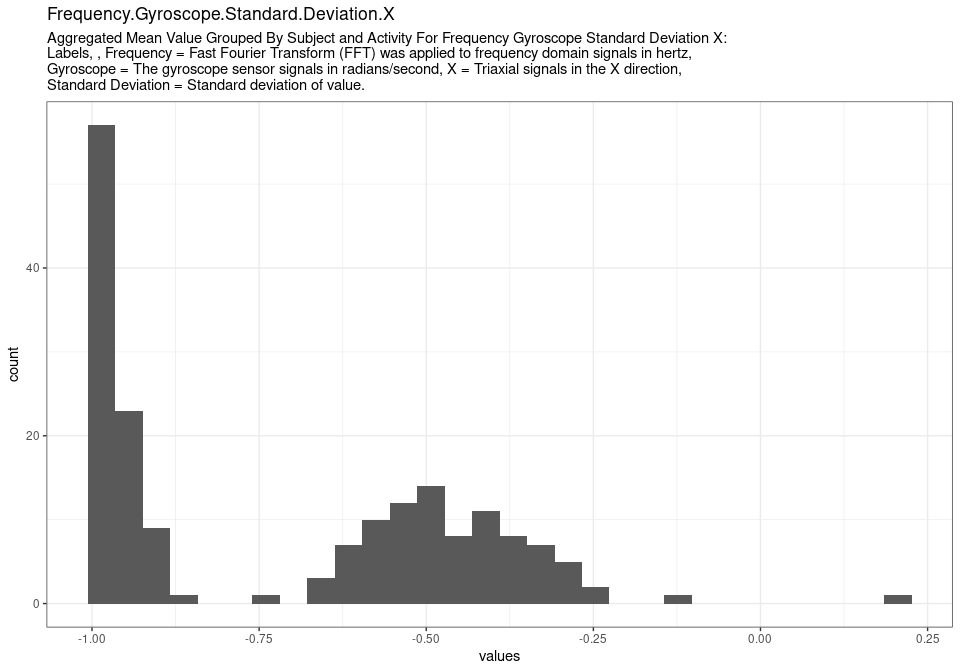 Frequency.Gyroscope.Standard.Deviation.X
Aggregated Mean Value Grouped By Subject and Activity For Frequency Gyroscope Standard Deviation X:
Labels, , Frequency = Fast Fourier Transform (FFT) was applied to frequency domain signals in hertz,
Gyroscope = The gyroscope sensor signals in radians/second, X = Triaxial signals in the X direction,
Standard Deviation = Standard deviation of value.
count
40
20
0
-1.00 -0.75 -0.50 -0.25 0.00 0.25
values